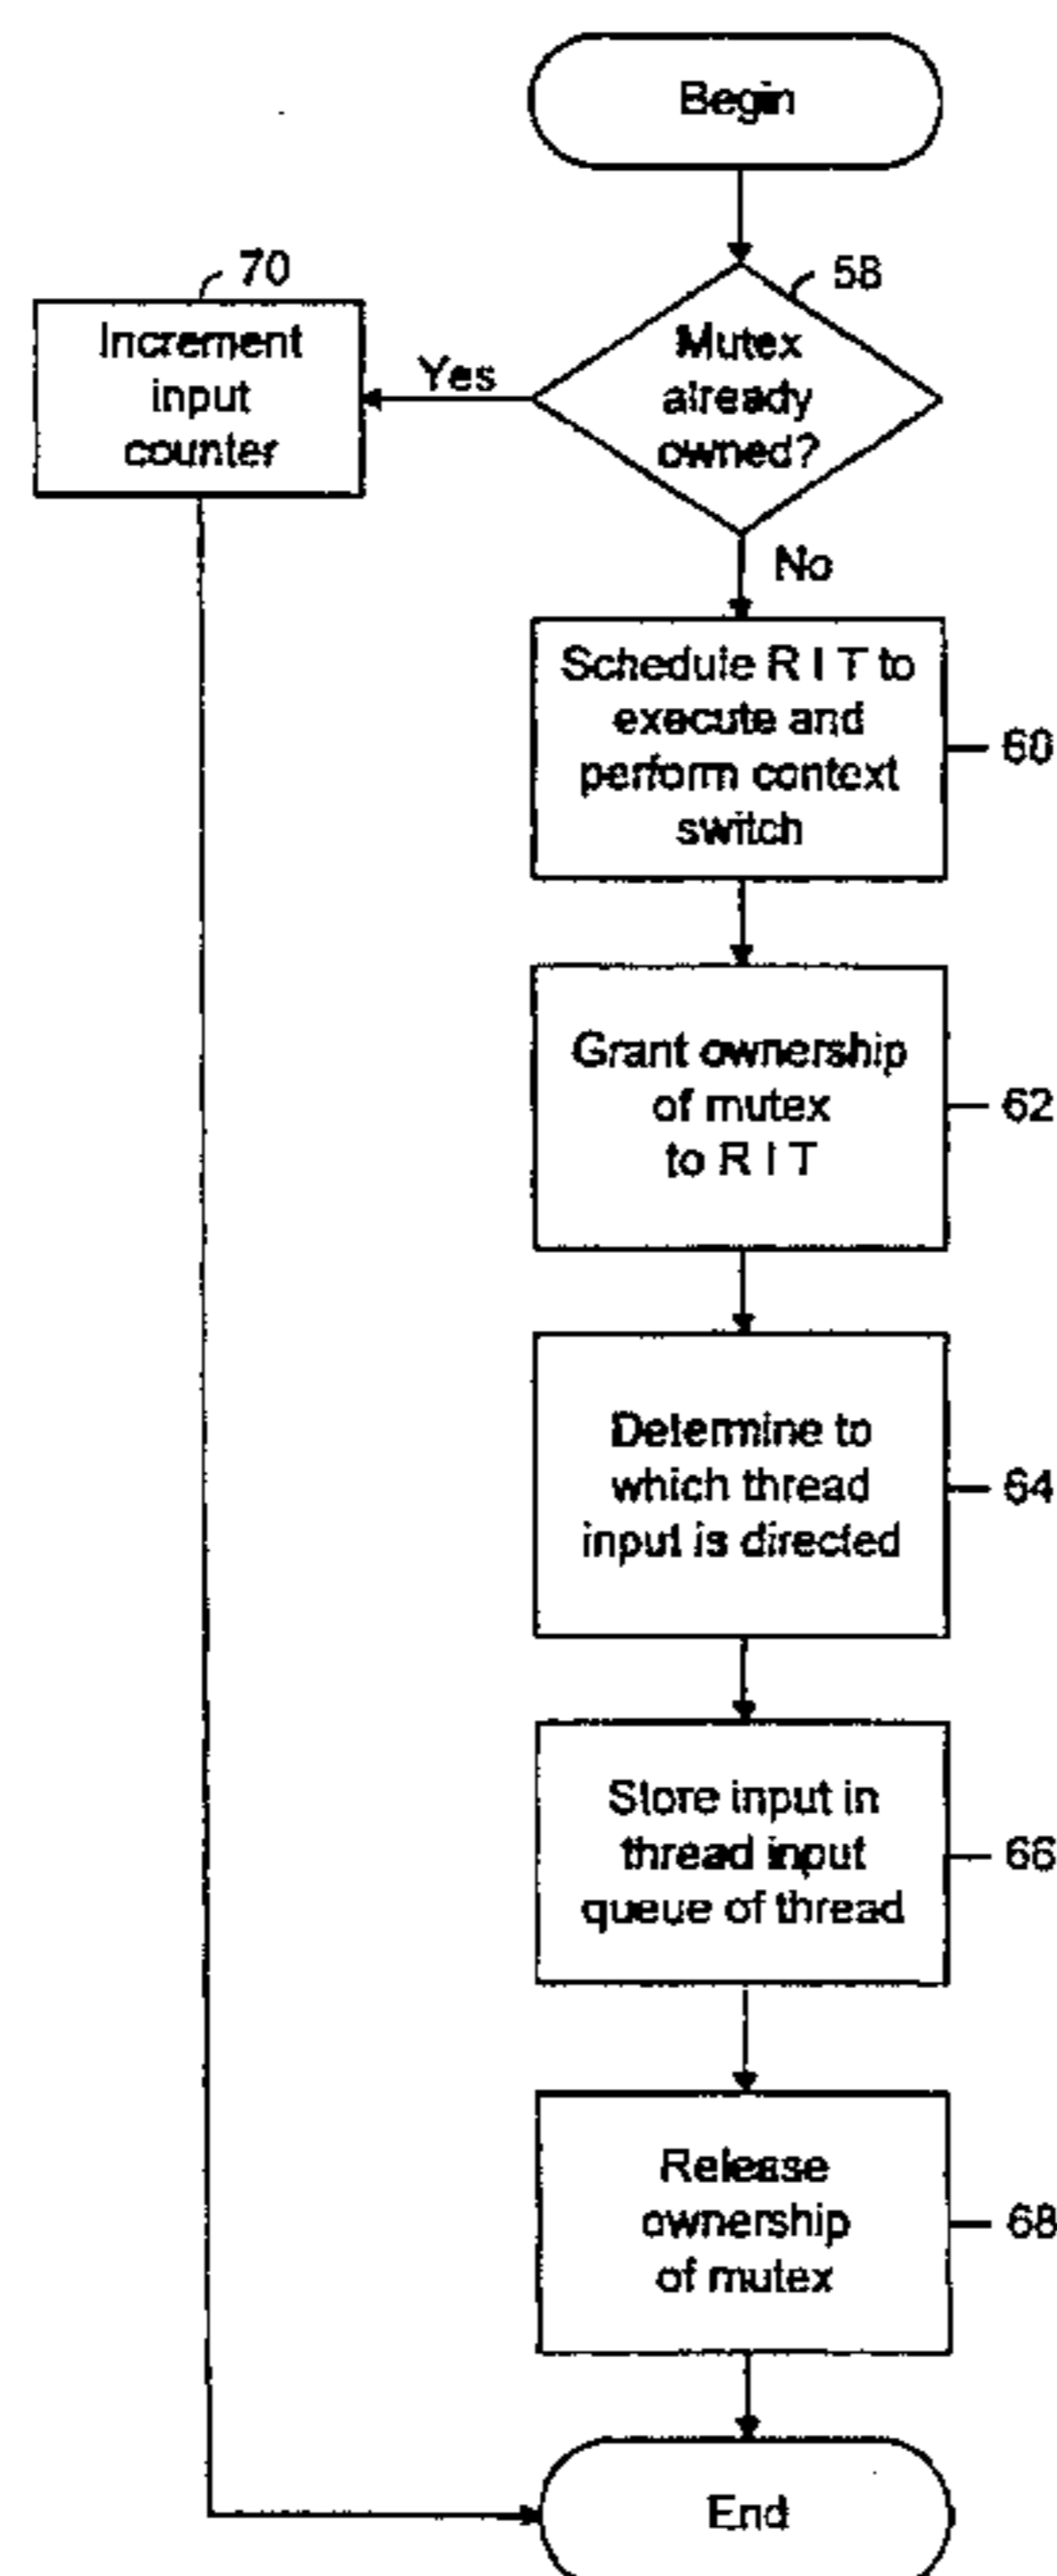 Begin
58
Mutex
already
owned?
Yes
70
Increment
input
counter
No
Schedule R I T to
execute and
perform context
switch
60
Grant ownership
of mutex
to R I T
62
Determine to
which thread
input is directed
64
Store input in
thread input
queue of thread
66
Release
ownership
of mutex
68
End